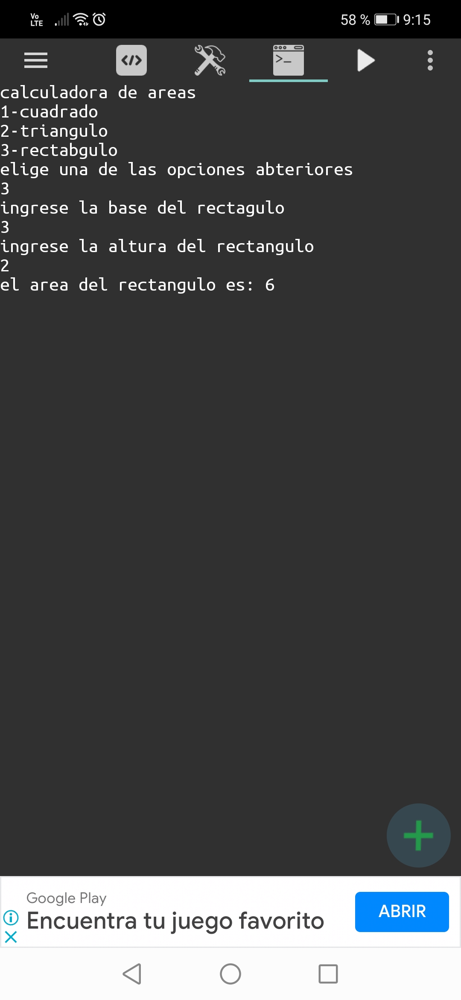 Vo
LTE
58 % 9:15
</>
>_
calculadora de areas
1-cuadrado
2-triangulo
3-rectabgulo
elige una de las opciones abteriores
3
ingrese la base del rectagulo
3
ingrese la altura del rectangulo
2
el area del rectangulo es: 6
Google Play
Encuentra tu juego favorito
ABRIR